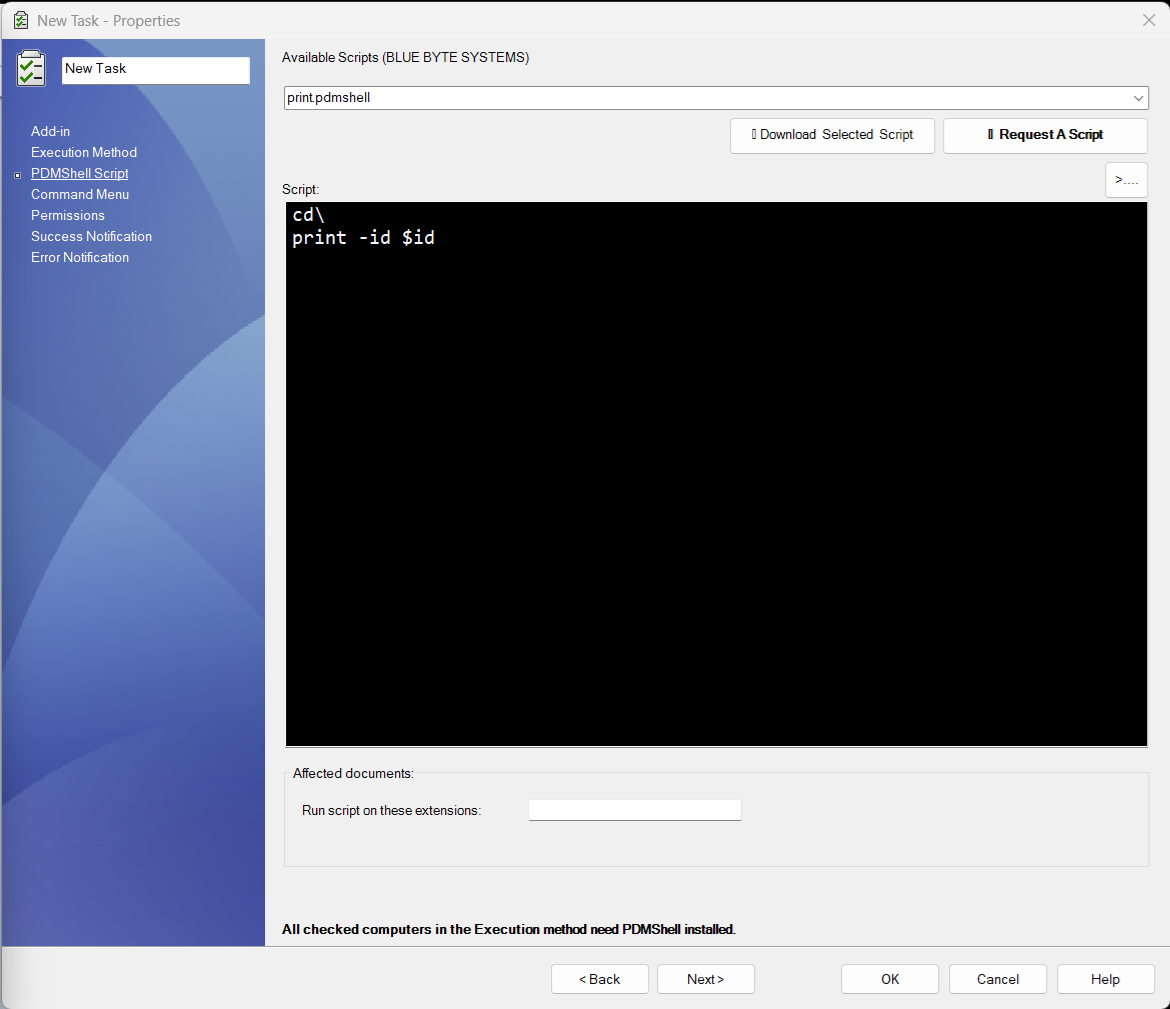 New Task - Properties
New Task
Add-in
Execution Method
PDMShell Script
Command Menu
Permissions
Success Notification
Error Notification
Available Scripts (BLUE BYTE SYSTEMS)
print.pdmshell
Download Selected Script
Request A Script
>....
Script:
cd\
print -id $id
Affected documents:
Run script on these extensions:
All checked computers in the Execution method need PDMShell installed.
< Back
Next >
OK
Cancel
Help